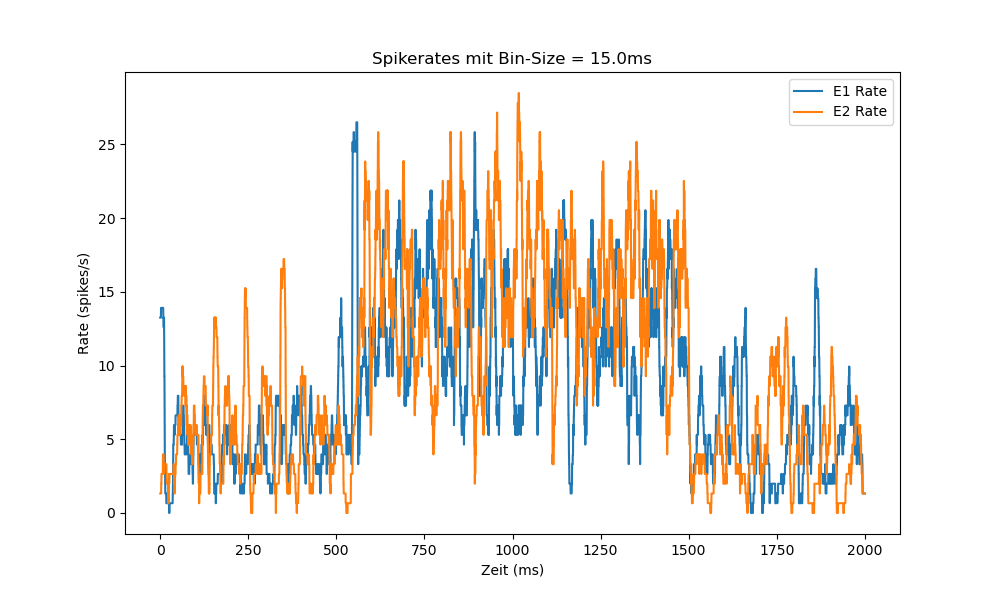 Spikerates mit Bin-Size = 15.0ms
E1 Rate
E2 Rate
Rate (spikes/s)
25
20
15
10
5
0
0 250 500 750 1000 1250 1500 1750 2000
Zeit (ms)